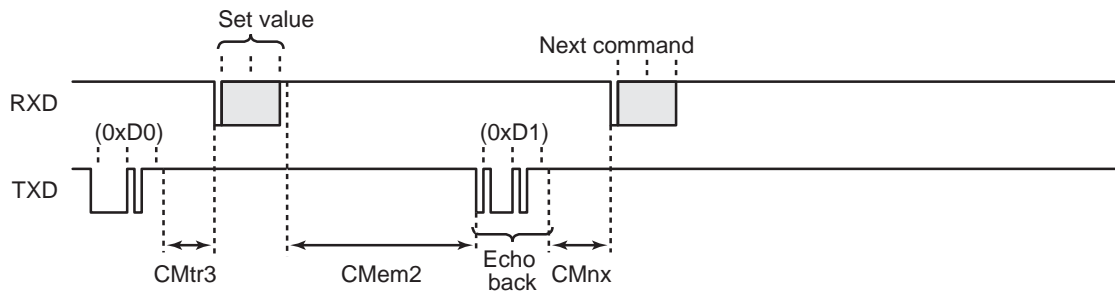 Set value
Next command
RXD
(0xD0)
(0xD1)
TXD
CMtr3
CMem2
Echo
back
CMnx